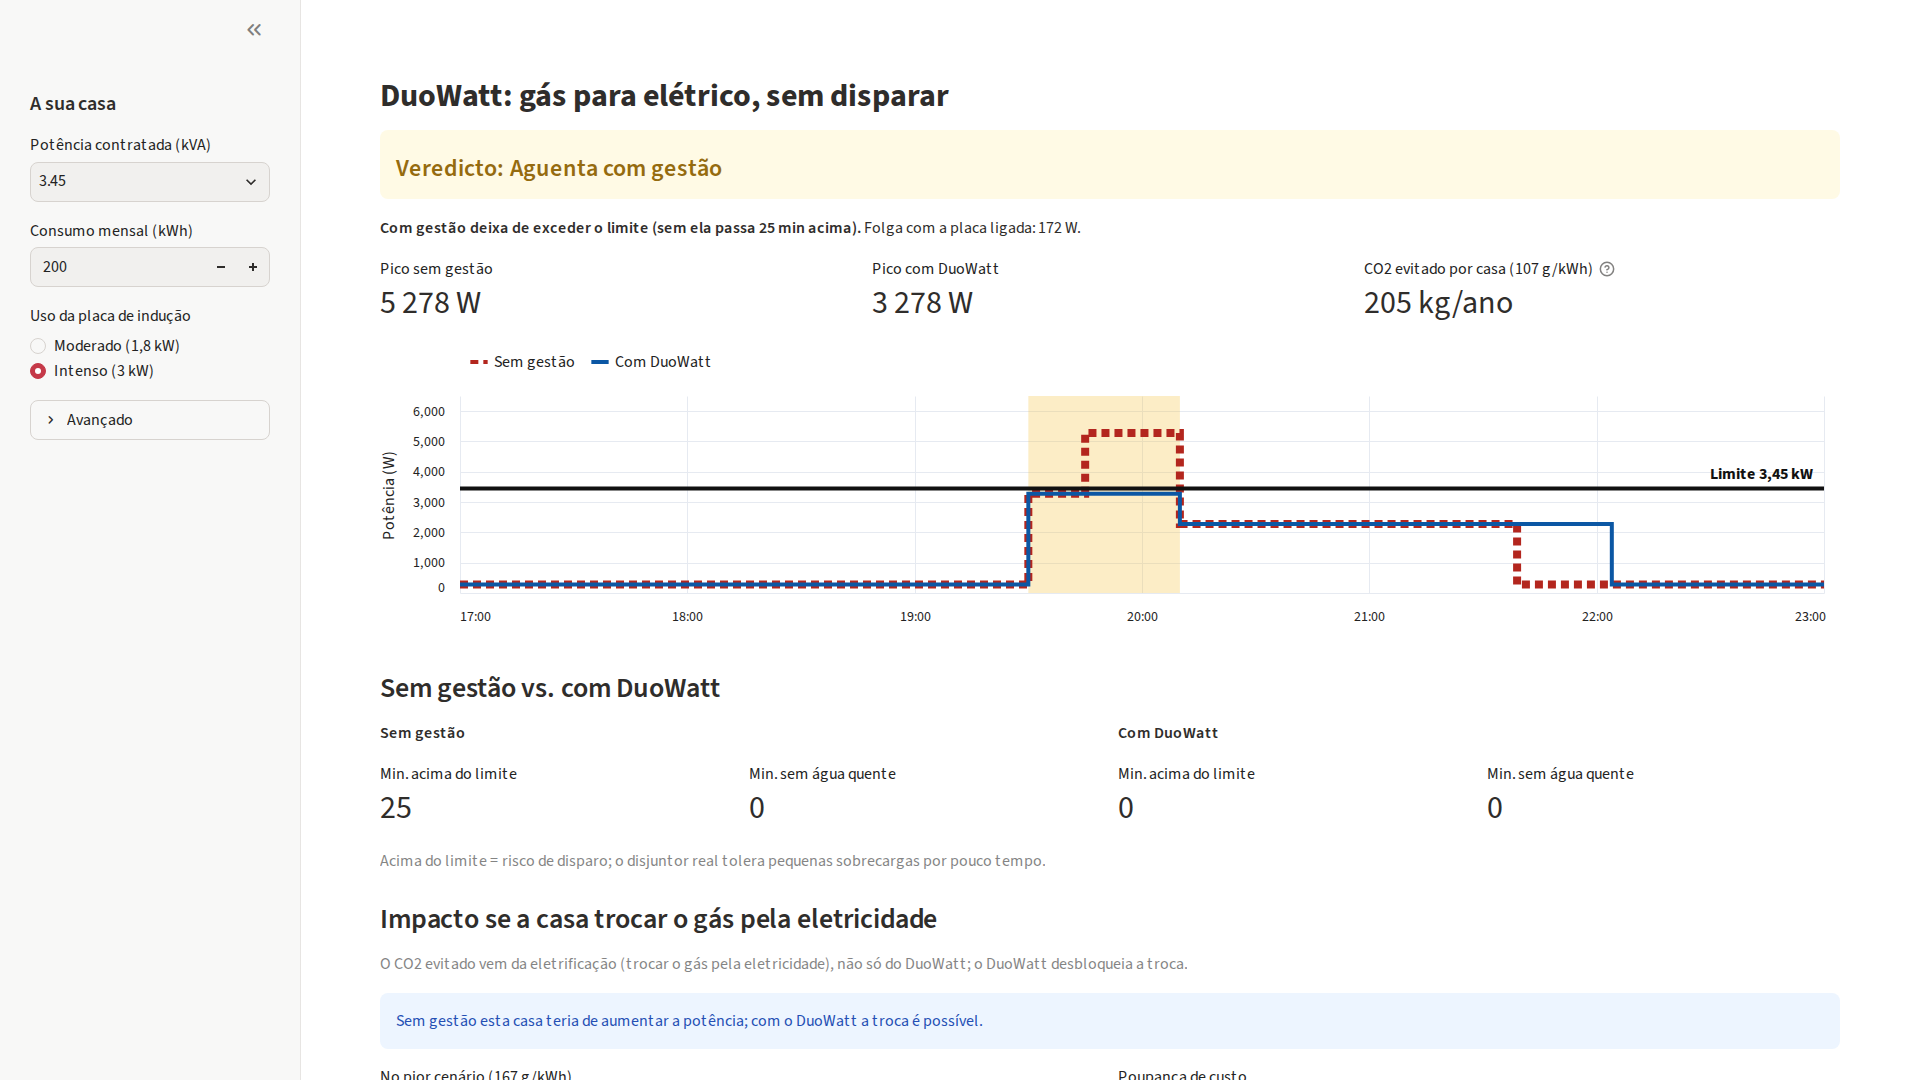 A sua casa
Potência contratada (kVA)
3.45
Consumo mensal (kWh)
200
Uso da placa de indução
Moderado (1,8 kW)
Intenso (3 kW)
Avançado
DuoWatt: gás para elétrico, sem disparar
Veredicto: Aguenta com gestão
Com gestão deixa de exceder o limite (sem ela passa 25 min acima). Folga com a placa ligada: 172 W.
Pico sem gestão
5 278 W
Pico com DuoWatt
3 278 W
CO2 evitado por casa (107 g/kWh)
205 kg/ano
Sem gestão
Com DuoWatt
Potência (W)
6,000
5,000
4,000
3,000
2,000
1,000
0
Limite 3,45 kW
17:00
18:00
19:00
20:00
21:00
22:00
23:00
Sem gestão vs. com DuoWatt
Sem gestão
Com DuoWatt
Min. acima do limite
25
Min. sem água quente
0
Min. acima do limite
0
Min. sem água quente
0
Acima do limite = risco de disparo; o disjuntor real tolera pequenas sobrecargas por pouco tempo.
Impacto se a casa trocar o gás pela eletricidade
O CO2 evitado vem da eletrificação (trocar o gás pela eletricidade), não só do DuoWatt; o DuoWatt desbloqueia a troca.
Sem gestão esta casa teria de aumentar a potência; com o DuoWatt a troca é possível.
No pior cenário (167 g/kWh)
Poupança de custo